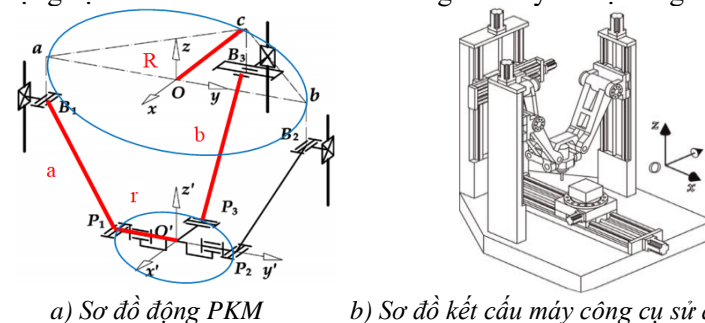 a
c
R
z
B3
O
y
x
B1
b
b
B2
a
r
z'
P1
O'
P3
P2
y'
x'
z
O
x
a) Sơ đồ động PKM
b) Sơ đồ kết cấu máy công cụ sử